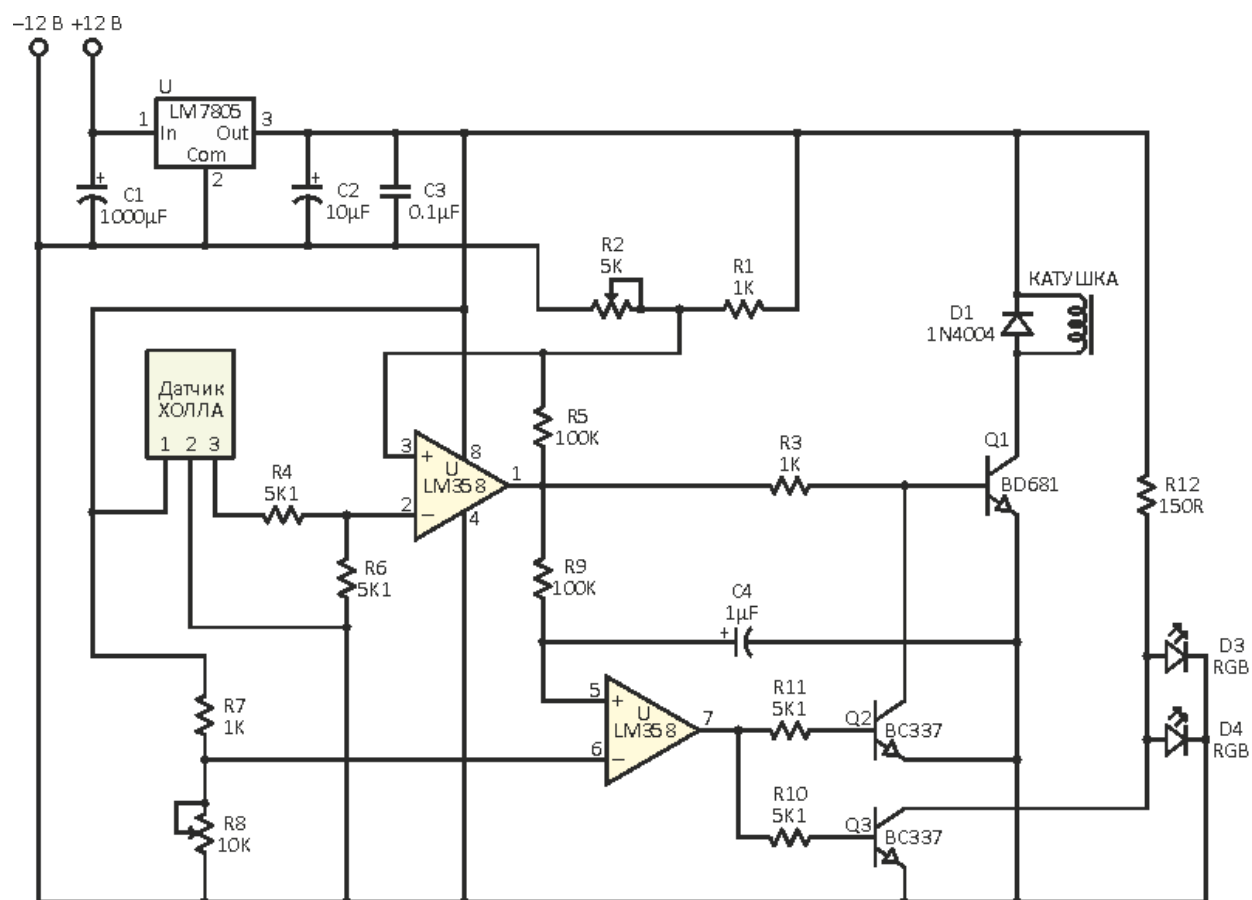 –12 В +12 В
U
LM7805
1 3
In Out
Com
2
C1
1000µF
C2
10µF
C3
0.1µF
R2
5K
R1
1K
КАТУШКА
D1
1N4004
Датчик
ХОЛЛА
1 2 3
R4
5K1
R5
100K
3
+
8
U
LM358
1
2
–
4
R3
1K
Q1
BD681
R12
150R
R6
5K1
R9
100K
C4
1µF
+
D3
RGB
R7
1K
5
+
U
LM358
7
6
–
R11
5K1
Q2
BC337
D4
RGB
R8
10K
R10
5K1
Q3
BC337